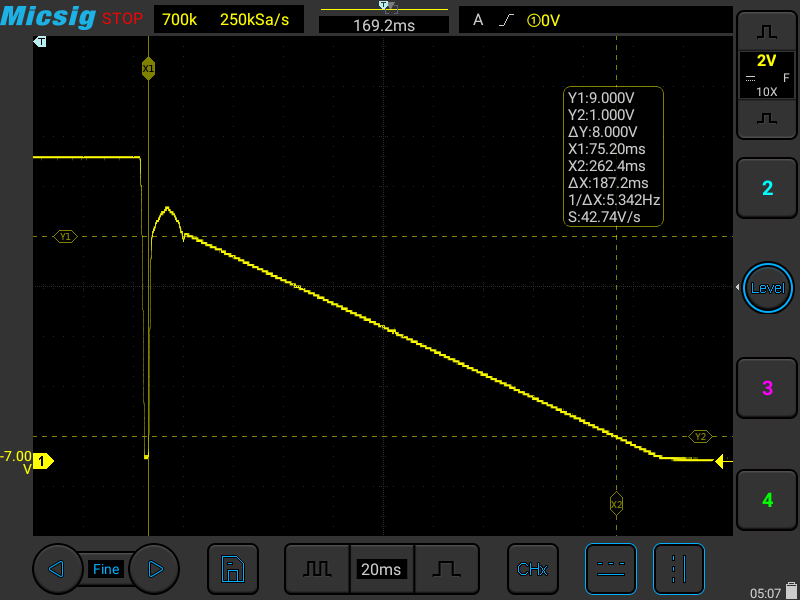 Micsig STOP 700k 250kSa/s T 169.2ms A ①0V
T
X1
2V
F
10X
Y1:9.000V
Y2:1.000V
ΔY:8.000V
X1:75.20ms
X2:262.4ms
ΔX:187.2ms
1/ΔX:5.342Hz
S:42.74V/s
2
Y1
Level
3
Y2
-7.00 1
V
X2
4
Fine 20ms CHx
05:07